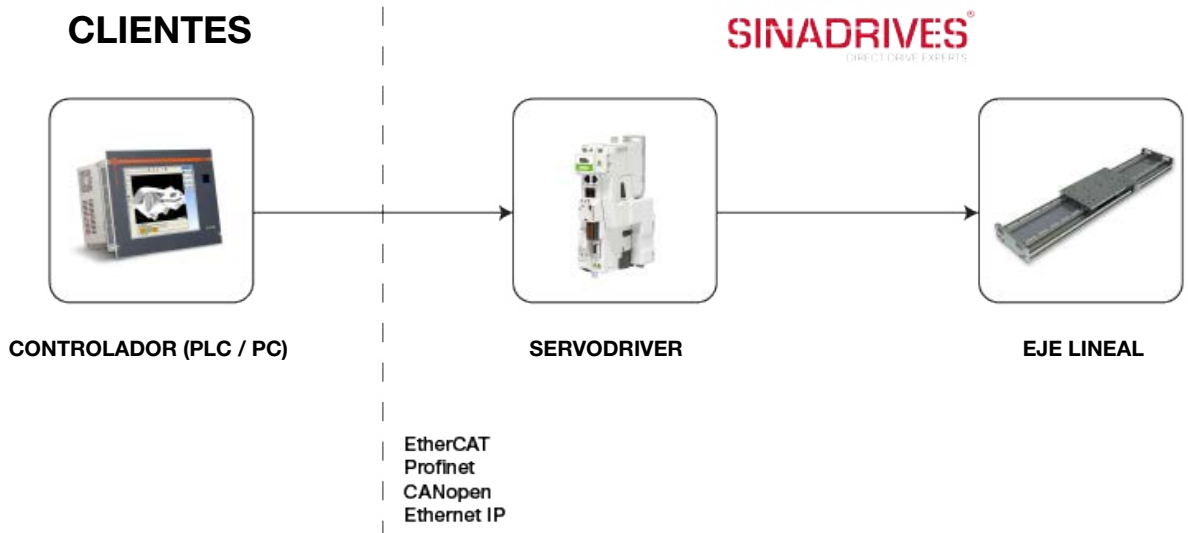 CLIENTES
SINADRIVES®
DIRECT DRIVE EXPERTS
CONTROLADOR (PLC / PC)
SERVODRIVER
EJE LINEAL
EtherCAT
Profinet
CANopen
Ethernet IP